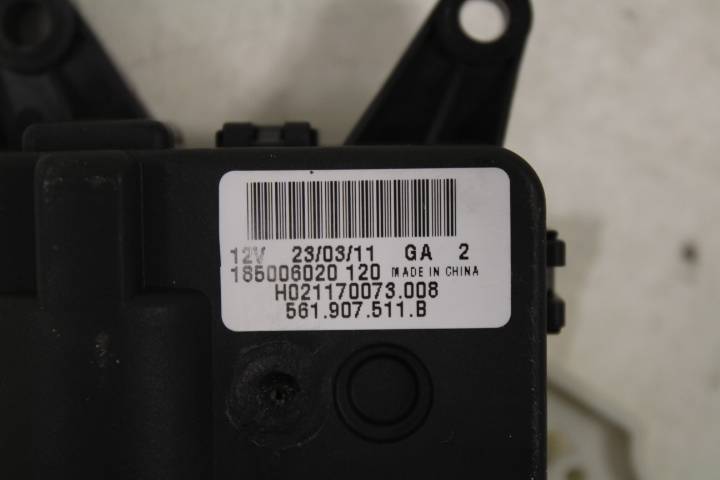 12V 23/03/11 GA 2
185006020 120 MADE IN CHINA
H021170073.008
561.907.511.B